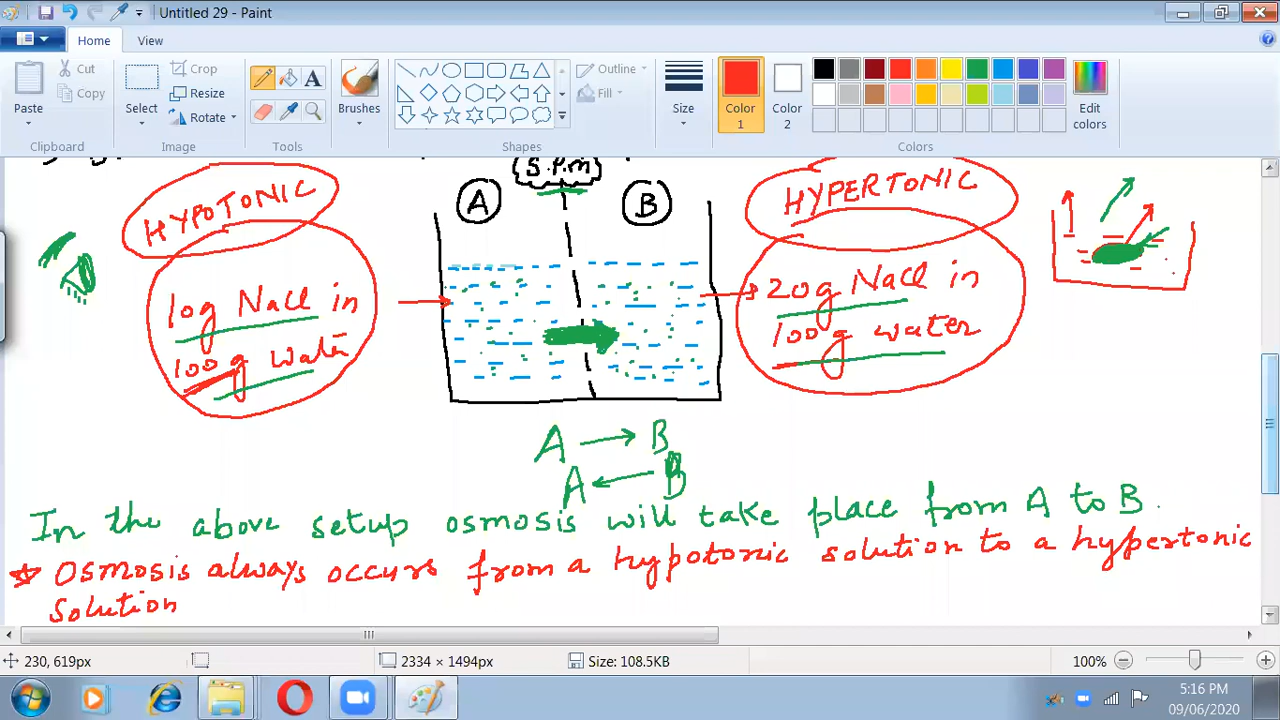 Untitled 29 - Paint
Home View
Cut
Copy
Paste
Clipboard
Crop
Resize
Rotate
Select
Image
A
Tools
Brushes
Outline
Fill
Shapes
Size
Color 1
Color 2
Edit colors
Colors
S.P.M
A B
HYPOTONIC
10g Nacl in
100g water
HYPERTONIC
20g Nacl in
100g water
A → B
A ← B
In the above setup osmosis will take place from A to B.
Osmosis always occurs from a hypotonic solution to a hypertonic
solution
230, 619px
2334 × 1494px
Size: 108.5KB
100%
5:16 PM
09/06/2020